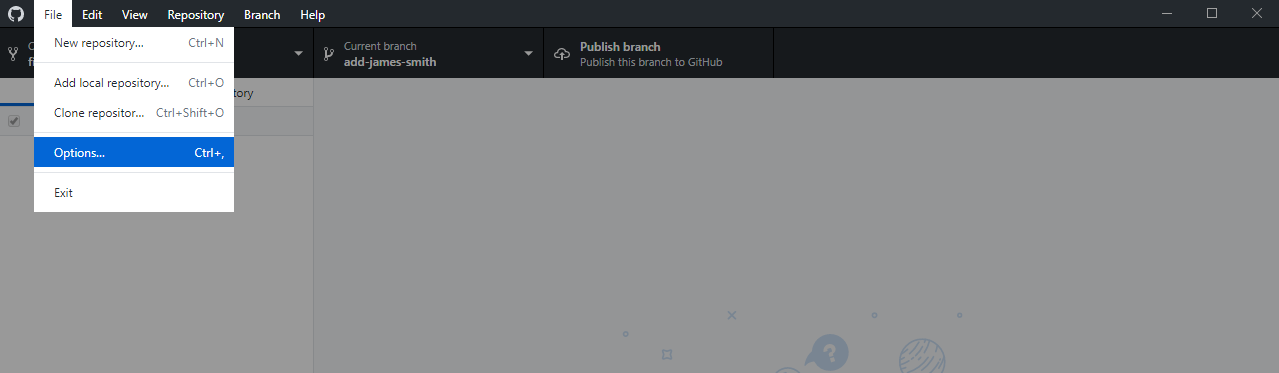 File Edit View Repository Branch Help
New repository... Ctrl+N
Current branch
add-james-smith
Publish branch
Publish this branch to GitHub
Add local repository... Ctrl+O
tory
Clone repositor... Ctrl+Shift+O
Options... Ctrl+,
Exit
?